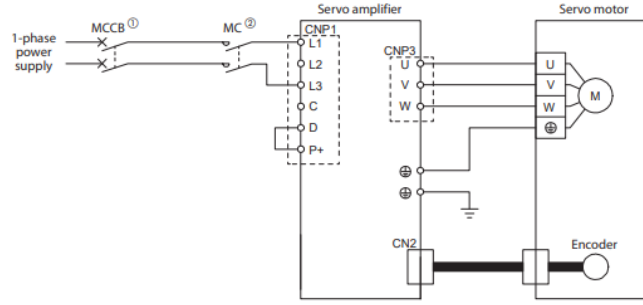 Servo amplifier
Servo motor
1-phase
power
supply
MCCB ①
MC ②
CNP1
L1
L2
L3
C
D
P+
CNP3
U
V
W
U
V
W
M
CN2
Encoder